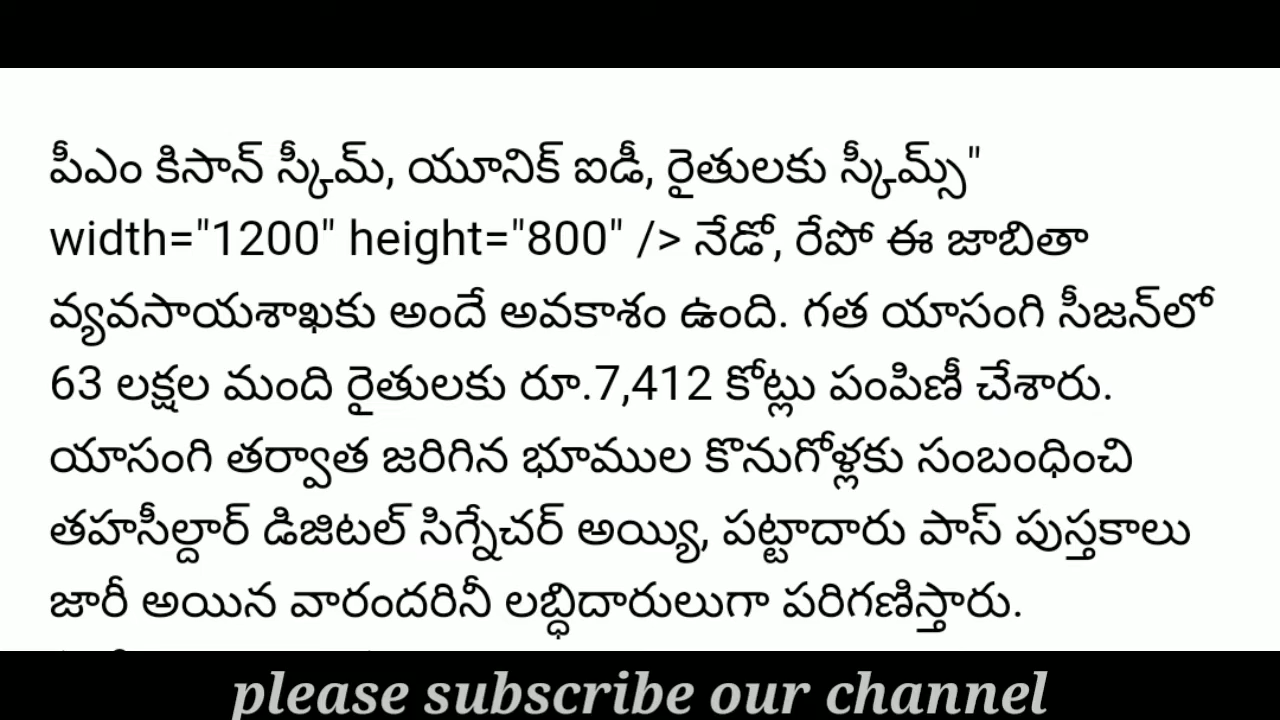 పీఎం కిసాన్ స్కీమ్, యూనిక్ ఐడీ, రైతులకు స్కీమ్స్"
width="1200" height="800" /> నేడో, రేపో ఈ జాబితా
వ్యవసాయశాఖకు అందే అవకాశం ఉంది. గత యాసంగి సీజన్‌లో
63 లక్షల మంది రైతులకు రూ.7,412 కోట్లు పంపిణీ చేశారు.
యాసంగి తర్వాత జరిగిన భూముల కొనుగోళ్లకు సంబంధించి
తహసీల్దార్ డిజిటల్ సిగ్నేచర్ అయ్యి, పట్టాదారు పాస్ పుస్తకాలు
జారీ అయిన వారందరినీ లబ్ధిదారులుగా పరిగణిస్తారు.
please subscribe our channel